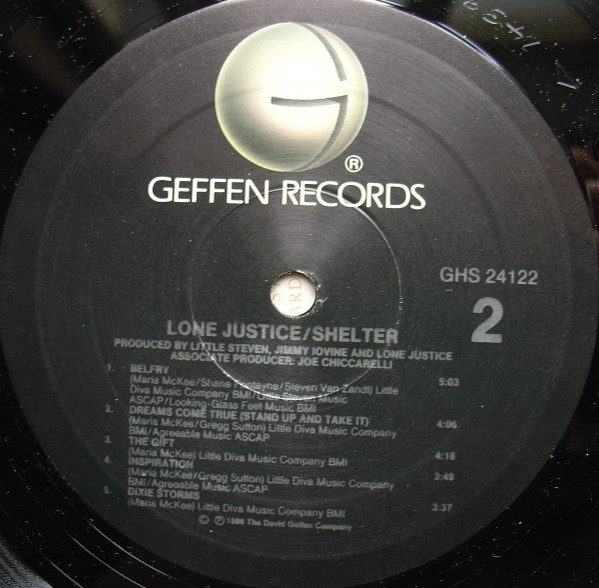 ®
GEFFEN RECORDS
GHS 24122
2
LONE JUSTICE/SHELTER
PRODUCED BY LITTLE STEVEN, JIMMY IOVINE AND LONE JUSTICE
ASSOCIATE PRODUCER: JOE CHICCARELLI
1. BELFRY 5:03
(Maria McKee/Shane Fontayne/Steven Van Zandt) Little
Diva Music Company BMI/Little Steven Music
ASCAP/Looking-Glass Feet Music BMI
2. DREAMS COME TRUE (STAND UP AND TAKE IT) 4:06
(Maria McKee/Gregg Sutton) Little Diva Music Company
BMI/Agreeable Music ASCAP
3. THE GIFT 4:18
(Maria McKee) Little Diva Music Company BMI
4. INSPIRATION 3:49
(Maria McKee/Gregg Sutton) Little Diva Music Company
BMI/Agreeable Music ASCAP
5. DIXIE STORMS 3:37
(Maria McKee) Little Diva Music Company BMI
© ℗ 1986 The David Geffen Company